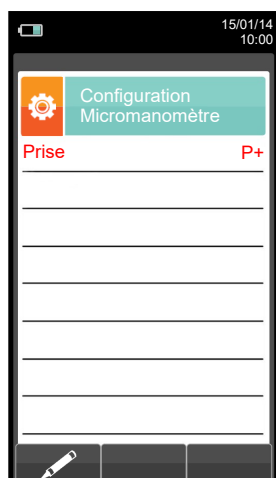 15/01/14
10:00
Configuration
Micromanomètre
Prise P+